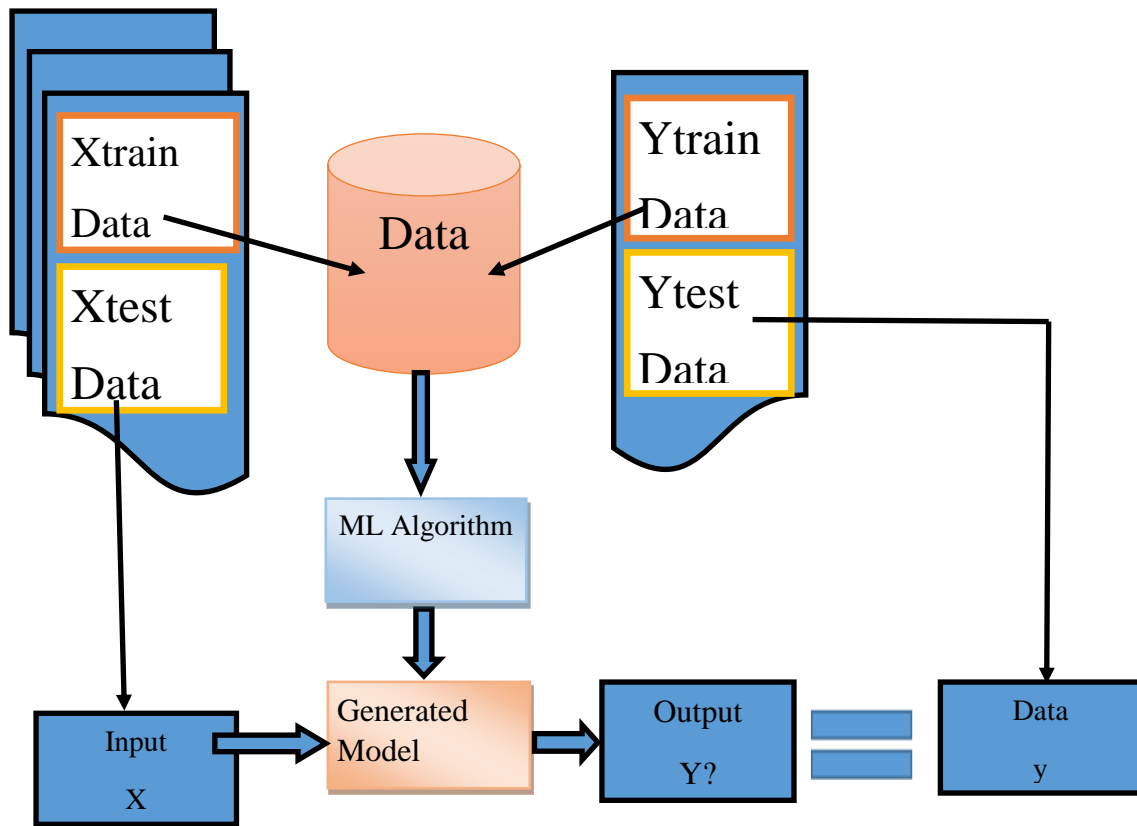 Xtrain
Data
Xtest
Data
Data
Ytrain
Data
Ytest
Data
ML Algorithm
Generated
Model
Input
X
Output
Y?
Data
y